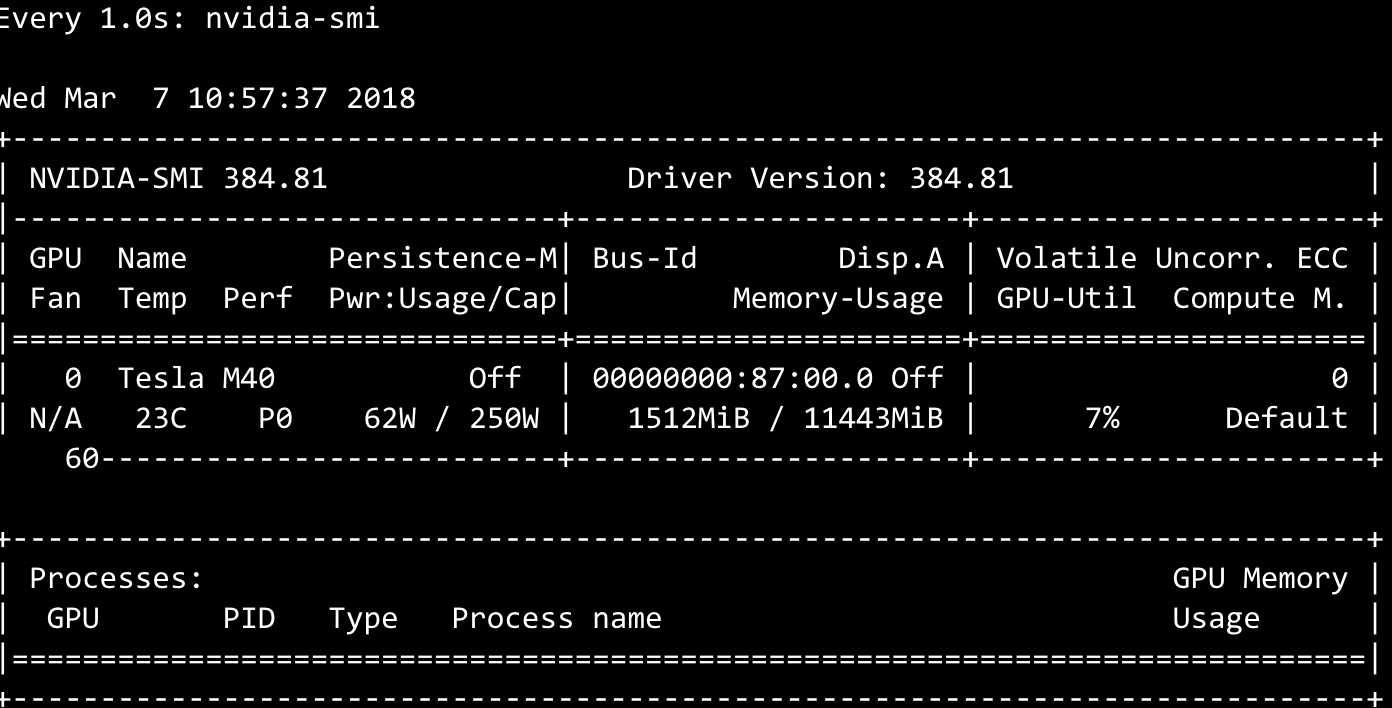 Every 1.0s: nvidia-smi
Wed Mar  7 10:57:37 2018
+-----------------------------------------------------------------------------+
| NVIDIA-SMI 384.81                 Driver Version: 384.81                    |
|-------------------------------+----------------------+----------------------+
| GPU  Name        Persistence-M| Bus-Id        Disp.A | Volatile Uncorr. ECC |
| Fan  Temp  Perf  Pwr:Usage/Cap|         Memory-Usage | GPU-Util  Compute M. |
|===============================+======================+======================|
|   0  Tesla M40           Off  | 00000000:87:00.0 Off |                    0 |
| N/A   23C    P0    62W / 250W |   1512MiB / 11443MiB |      7%      Default |
   60--------------------------+----------------------+----------------------+
+-----------------------------------------------------------------------------+
| Processes:                                                       GPU Memory |
|  GPU       PID   Type   Process name                             Usage      |
|=============================================================================|
+-----------------------------------------------------------------------------+